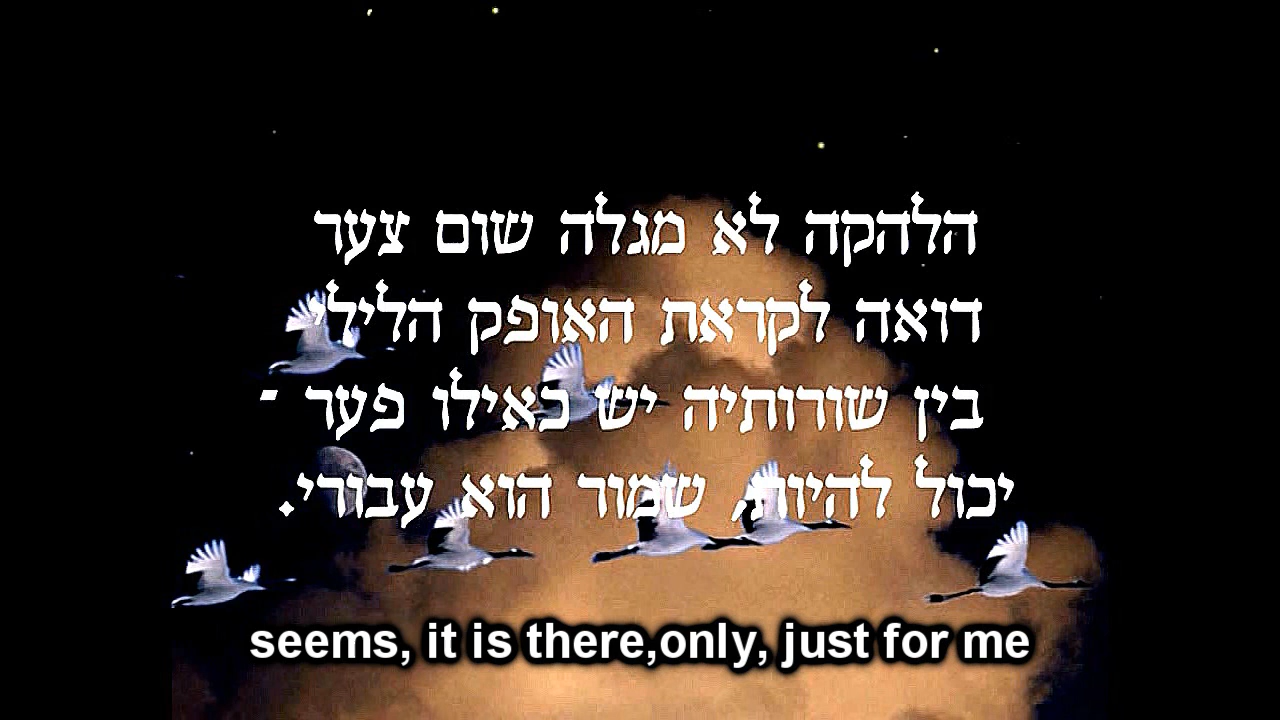 הלהקה לא מגלה שום צער
דואה לקראת האופק הלילי
בין שורותיה יש כאילו פער -
יכול להיות, שמור הוא עבורי.
seems, it is there,only, just for me